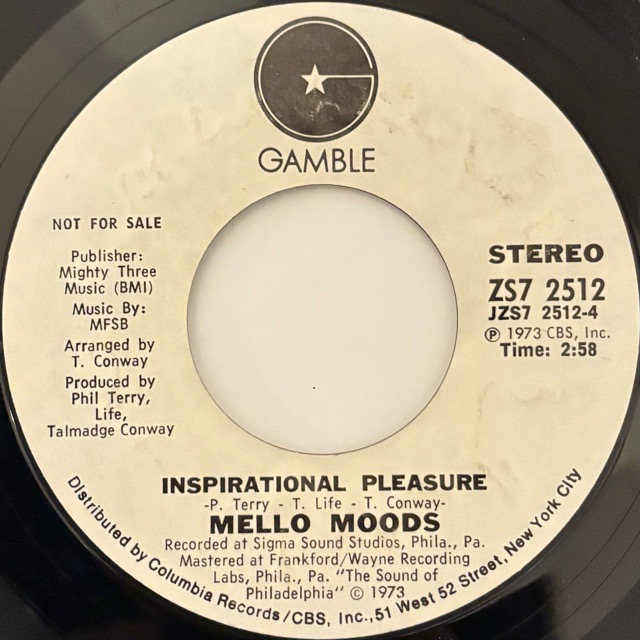 GAMBLE
NOT FOR SALE
Publisher:
Mighty Three
Music (BMI)
Music By:
MFSB
Arranged by
T. Conway
Produced by
Phil Terry,
Life,
Talmadge Conway
STEREO
ZS7 2512
JZS7 2512-4
℗ 1973 CBS, Inc.
Time: 2:58
INSPIRATIONAL PLEASURE
-P. Terry - T. Life - T. Conway-
MELLO MOODS
Recorded at Sigma Sound Studios, Phila., Pa.
Mastered at Frankford/Wayne Recording
Labs, Phila., Pa. "The Sound of
Philadelphia" © 1973
Distributed by Columbia Records/CBS, Inc., 51 West 52 Street, New York City